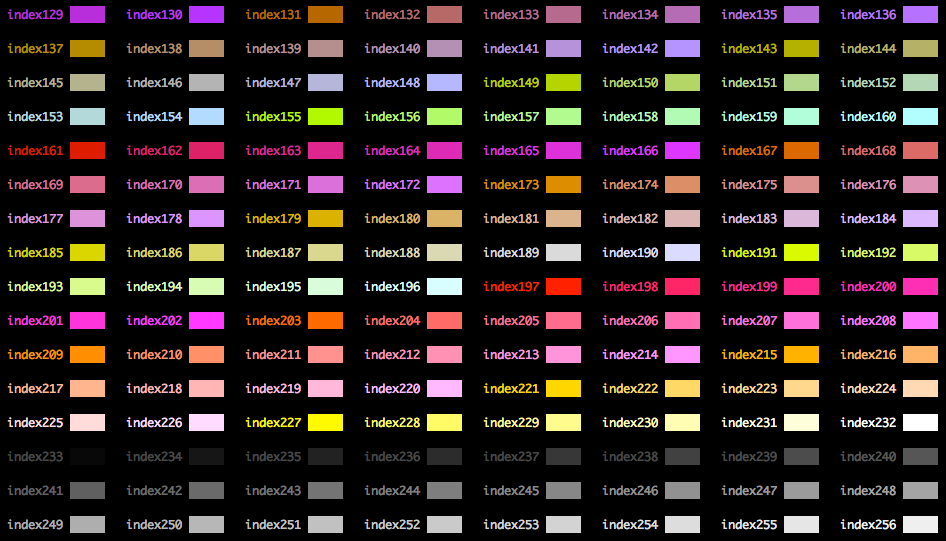 index129 index130 index131 index132 index133 index134 index135 index136
index137 index138 index139 index140 index141 index142 index143 index144
index145 index146 index147 index148 index149 index150 index151 index152
index153 index154 index155 index156 index157 index158 index159 index160
index161 index162 index163 index164 index165 index166 index167 index168
index169 index170 index171 index172 index173 index174 index175 index176
index177 index178 index179 index180 index181 index182 index183 index184
index185 index186 index187 index188 index189 index190 index191 index192
index193 index194 index195 index196 index197 index198 index199 index200
index201 index202 index203 index204 index205 index206 index207 index208
index209 index210 index211 index212 index213 index214 index215 index216
index217 index218 index219 index220 index221 index222 index223 index224
index225 index226 index227 index228 index229 index230 index231 index232
index233 index234 index235 index236 index237 index238 index239 index240
index241 index242 index243 index244 index245 index246 index247 index248
index249 index250 index251 index252 index253 index254 index255 index256